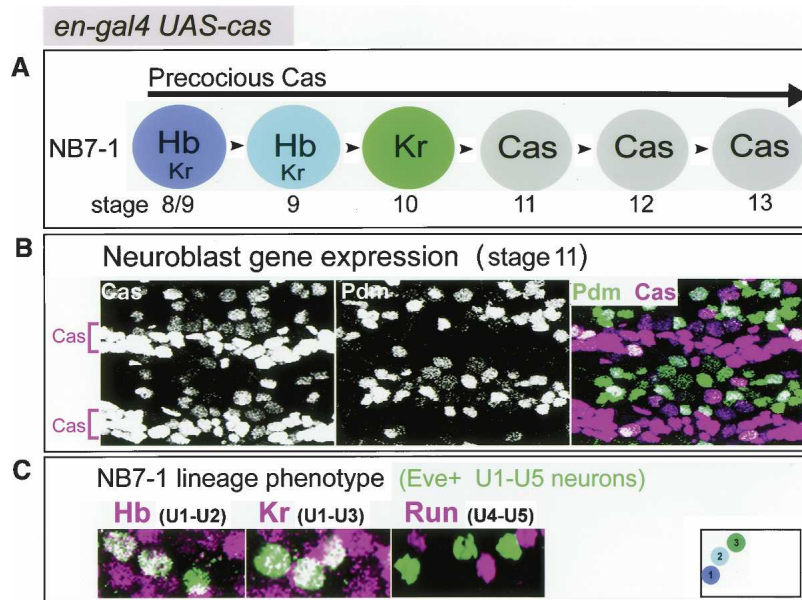 en-gal4 UAS-cas
A
Precocious Cas
NB7-1
Hb Kr
Hb Kr
Kr
Cas
Cas
Cas
stage 8/9 9 10 11 12 13
B
Neuroblast gene expression (stage 11)
Cas
Pdm
Pdm Cas
Cas
Cas
C
NB7-1 lineage phenotype (Eve+ U1-U5 neurons)
Hb (U1-U2)
Kr (U1-U3)
Run (U4-U5)
3
2
1